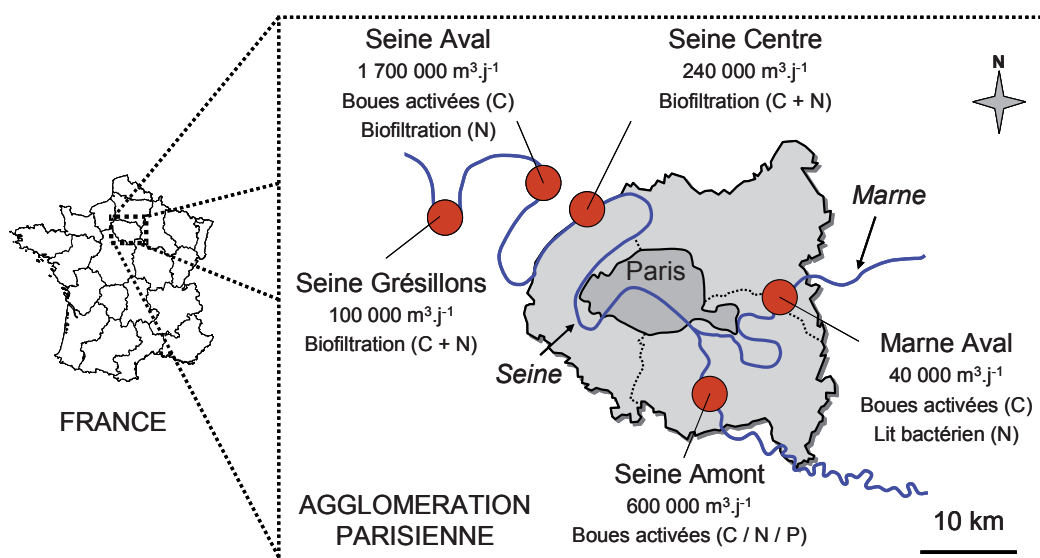 Seine Aval
1 700 000 m³.j⁻¹
Boues activées (C)
Biofiltration (N)
Seine Centre
240 000 m³.j⁻¹
Biofiltration (C + N)
N
Marne
Paris
Seine Grésillons
100 000 m³.j⁻¹
Biofiltration (C + N)
Seine
Marne Aval
40 000 m³.j⁻¹
Boues activées (C)
Lit bactérien (N)
FRANCE
Seine Amont
600 000 m³.j⁻¹
Boues activées (C / N / P)
AGGLOMERATION
PARISIENNE
10 km